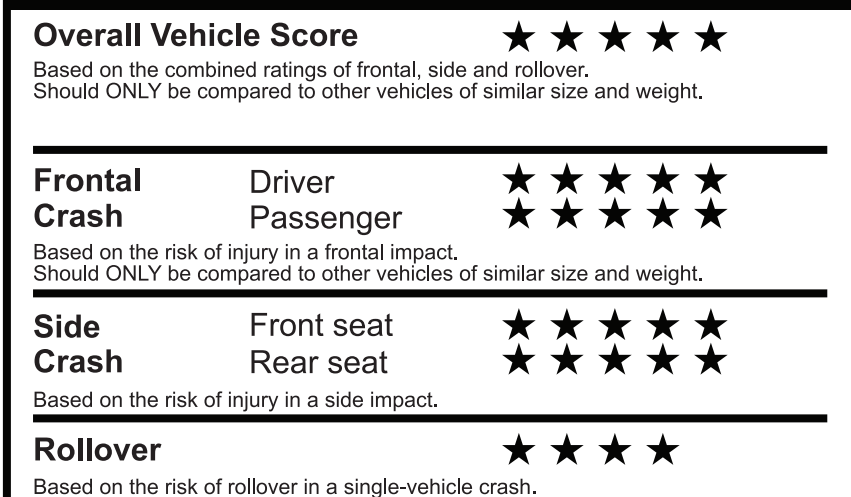 Overall Vehicle Score ★ ★ ★ ★ ★
Based on the combined ratings of frontal, side and rollover.
Should ONLY be compared to other vehicles of similar size and weight.
Frontal Driver ★ ★ ★ ★ ★
Crash Passenger ★ ★ ★ ★ ★
Based on the risk of injury in a frontal impact.
Should ONLY be compared to other vehicles of similar size and weight.
Side Front seat ★ ★ ★ ★ ★
Crash Rear seat ★ ★ ★ ★ ★
Based on the risk of injury in a side impact.
Rollover ★ ★ ★ ★
Based on the risk of rollover in a single-vehicle crash.